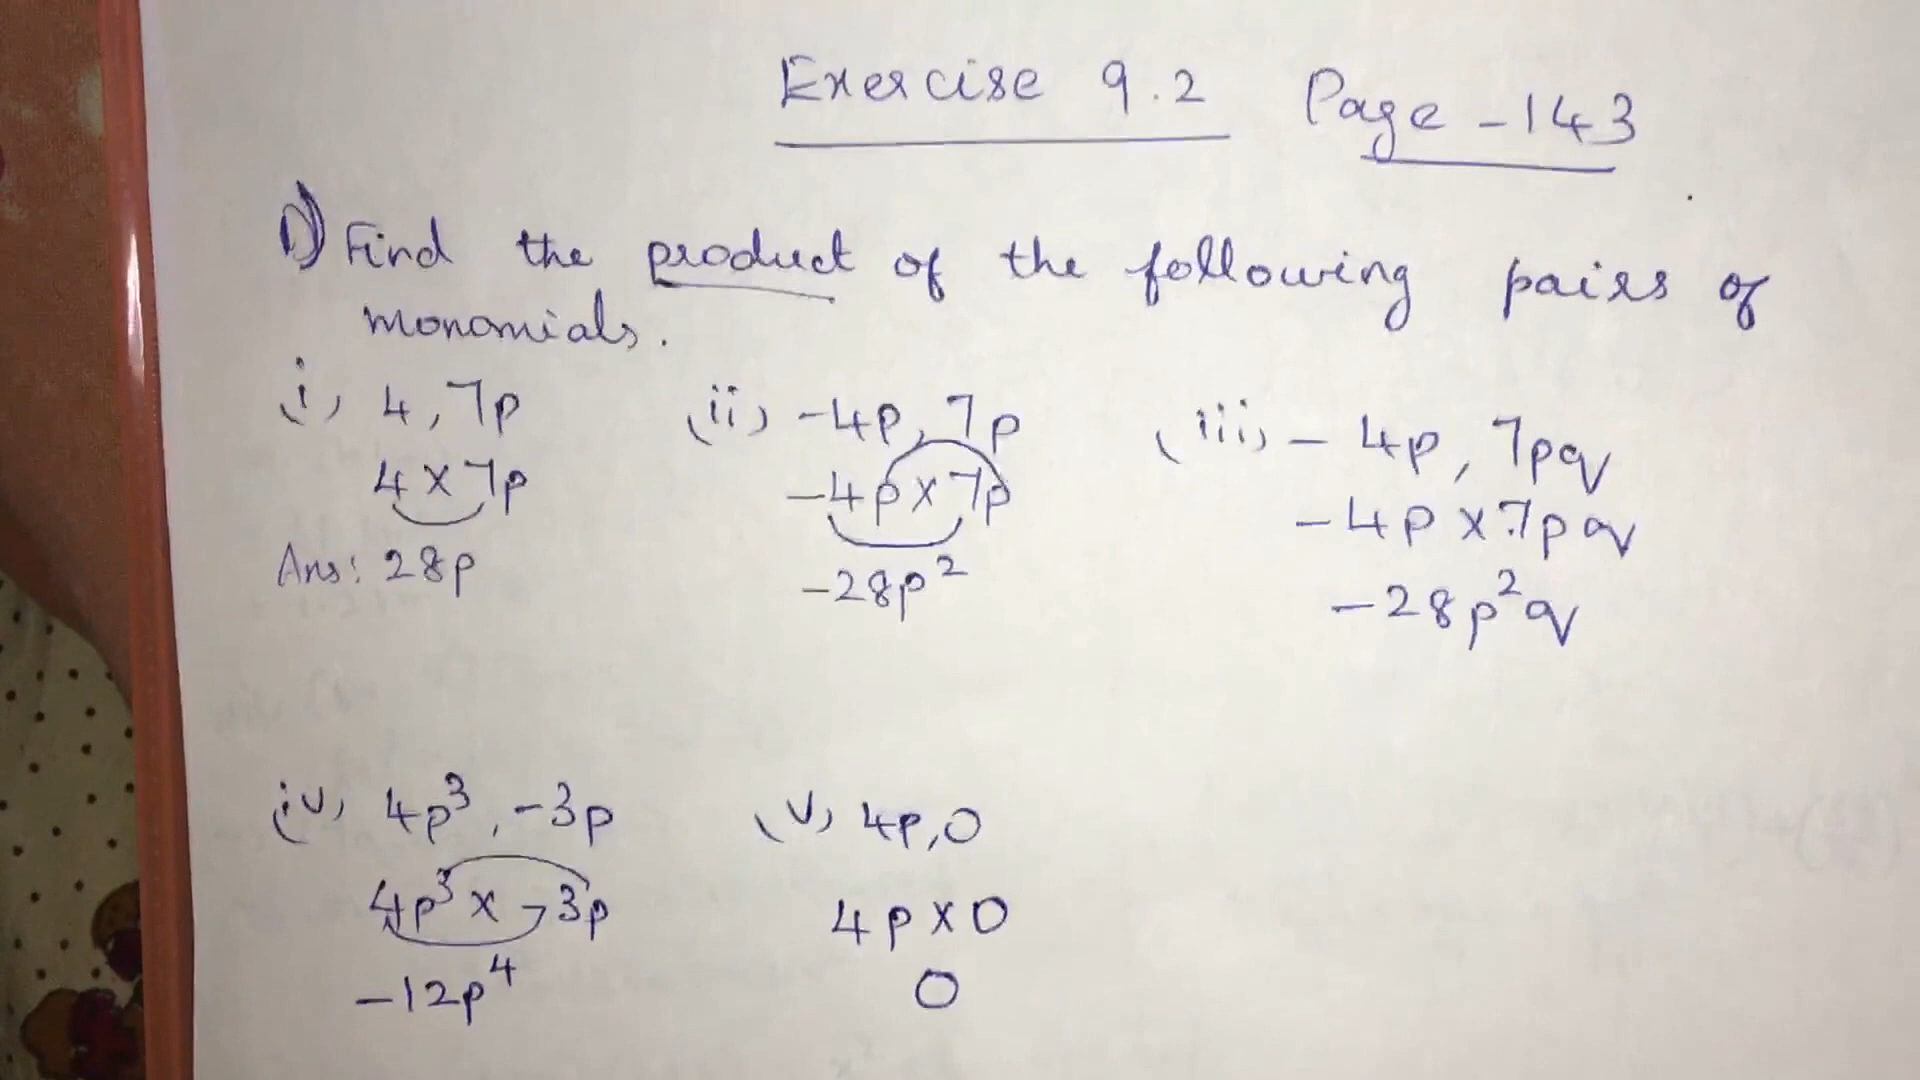 Exercise 9.2 Page - 143
1) Find the product of the following pairs of
monomials.
(i) 4, 7p (ii) -4p, 7p (iii) - 4p, 7pq
4 x 7p -4p x 7p -4p x 7pq
Ans: 28p -28p² -28p²q
(iv) 4p³, -3p (v) 4p, 0
4p³ x -3p 4p x 0
-12p⁴ 0